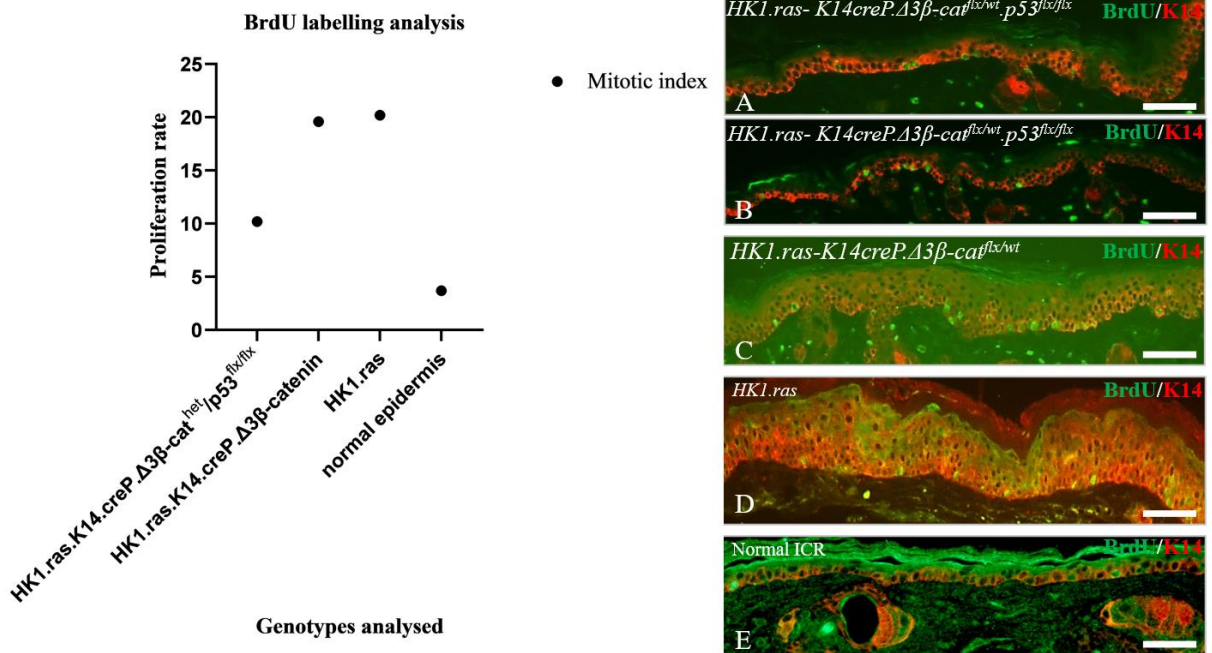 BrdU labelling analysis
25
20
15
10
5
0
Proliferation rate
HK1.ras.K14.creP.Δ3β-cat^het/p53^flx/flx
HK1.ras.K14.creP.Δ3β-catenin
HK1.ras
normal epidermis
Genotypes analysed
Mitotic index
HK1.ras- K14creP.Δ3β-cat^flx/wt.p53^flx/flx BrdU/K14
A
HK1.ras- K14creP.Δ3β-cat^flx/wt.p53^flx/flx BrdU/K14
B
HK1.ras-K14creP.Δ3β-cat^flx/wt BrdU/K14
C
HK1.ras BrdU/K14
D
Normal ICR BrdU/K14
E